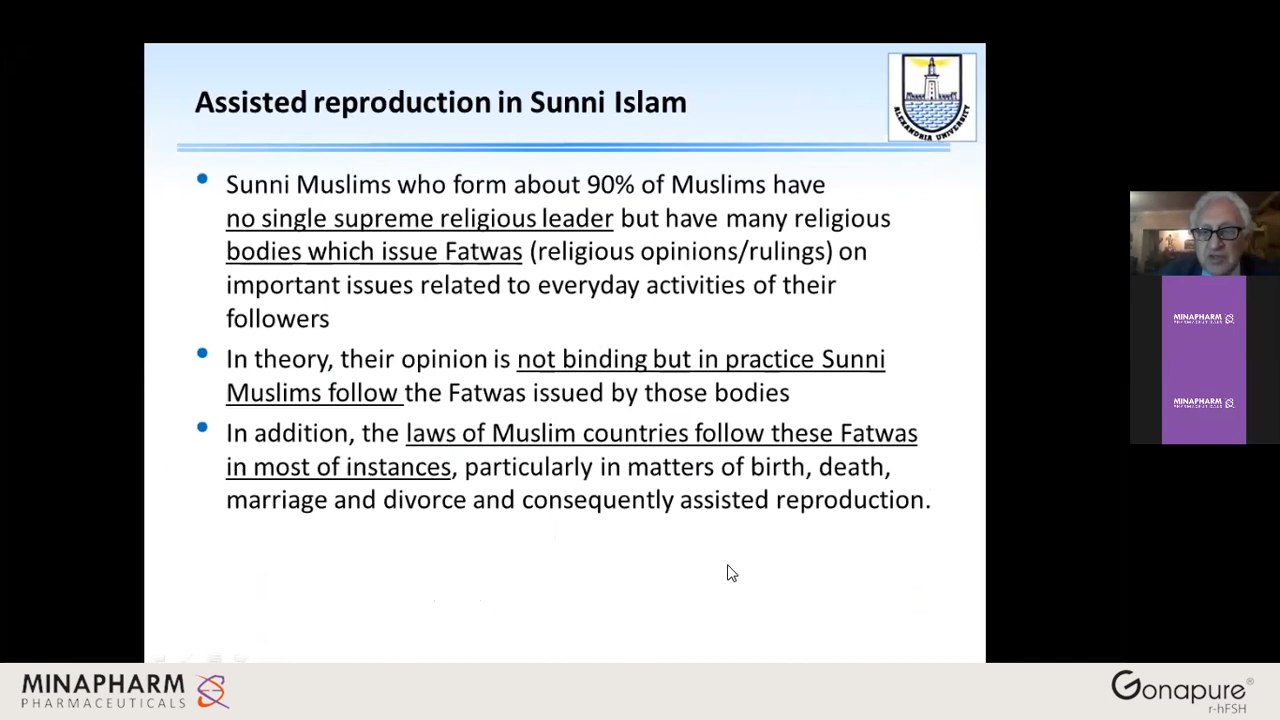 Assisted reproduction in Sunni Islam
ALEXANDRIA UNIVERSITY
Sunni Muslims who form about 90% of Muslims have
no single supreme religious leader but have many religious
bodies which issue Fatwas (religious opinions/rulings) on
important issues related to everyday activities of their
followers
In theory, their opinion is not binding but in practice Sunni
Muslims follow the Fatwas issued by those bodies
In addition, the laws of Muslim countries follow these Fatwas
in most of instances, particularly in matters of birth, death,
marriage and divorce and consequently assisted reproduction.
MINAPHARM
PHARMACEUTICALS
MINAPHARM
PHARMACEUTICALS
MINAPHARM
PHARMACEUTICALS
Gonapure®
r-hFSH